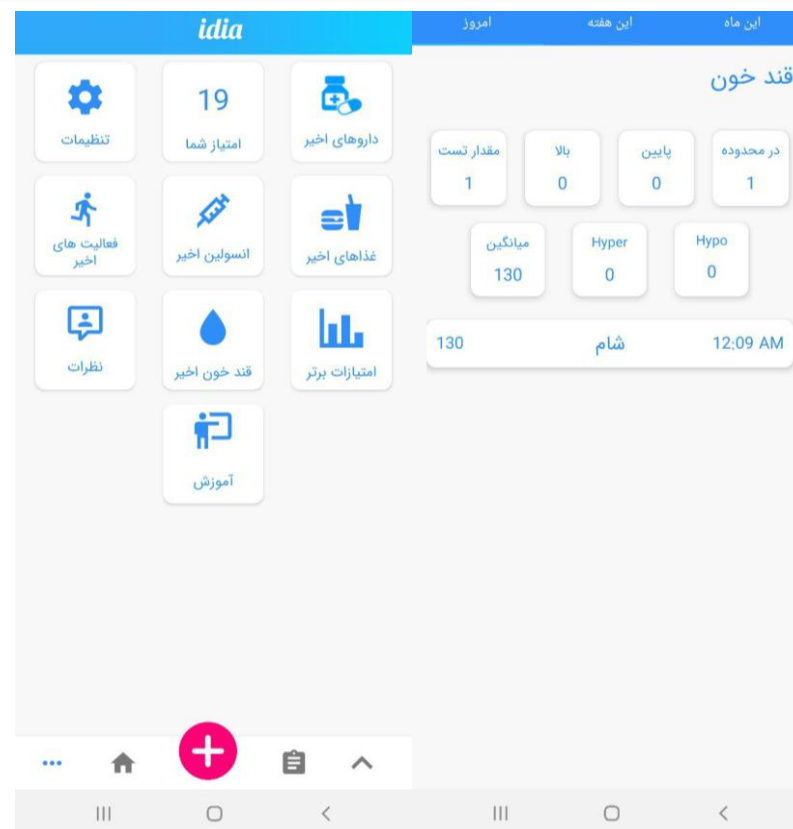 idia
داروهای اخیر
19
امتیاز شما
تنظیمات
غذاهای اخیر
انسولین اخیر
فعالیت های
اخیر
امتیازات برتر
قند خون اخیر
نظرات
آموزش
این ماه
این هفته
امروز
قند خون
در محدوده
1
پایین
0
بالا
0
مقدار تست
1
Hypo
0
Hyper
0
میانگین
130
12:09 AM شام 130